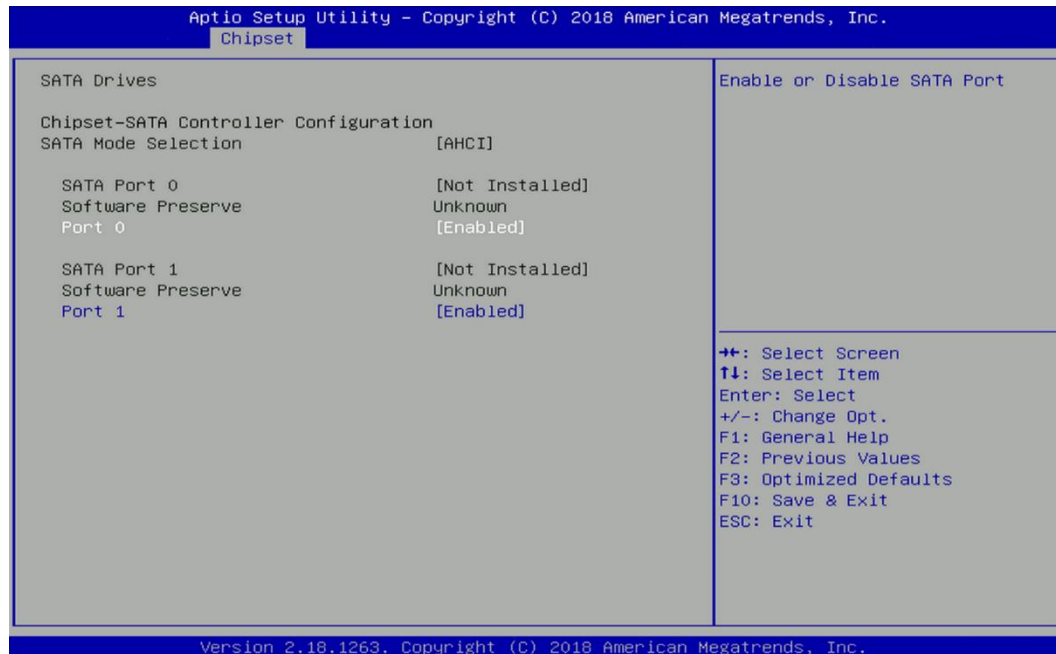 Aptio Setup Utility – Copyright (C) 2018 American Megatrends, Inc.
Chipset
SATA Drives
Chipset-SATA Controller Configuration
SATA Mode Selection [AHCI]
SATA Port 0 [Not Installed]
Software Preserve Unknown
Port 0 [Enabled]
SATA Port 1 [Not Installed]
Software Preserve Unknown
Port 1 [Enabled]
Enable or Disable SATA Port
→←: Select Screen
↑↓: Select Item
Enter: Select
+/-: Change Opt.
F1: General Help
F2: Previous Values
F3: Optimized Defaults
F10: Save & Exit
ESC: Exit
Version 2.18.1263. Copyright (C) 2018 American Megatrends, Inc.